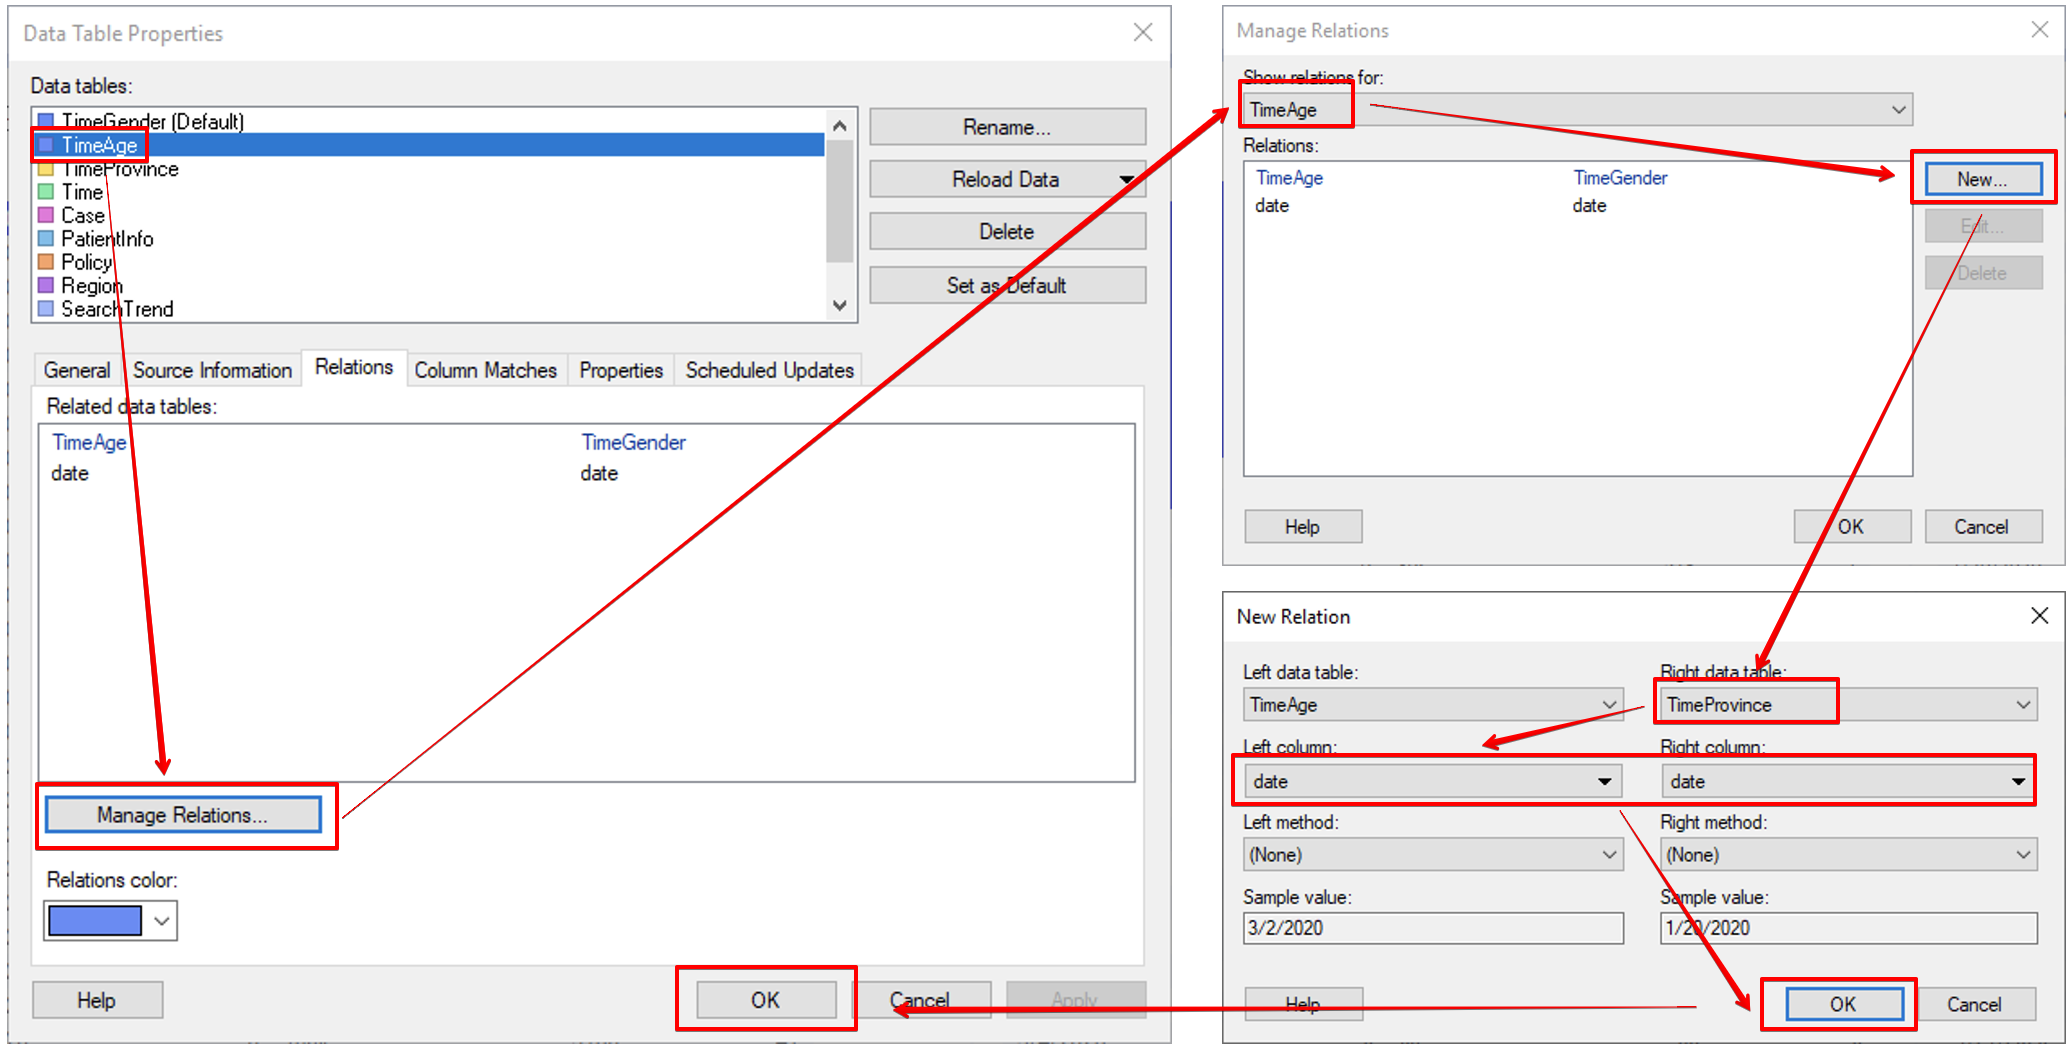 Data Table Properties
Data tables:
TimeGender (Default)
TimeAge
TimeProvince
Time
Case
PatientInfo
Policy
Region
SearchTrend
Rename...
Reload Data
Delete
Set as Default
General Source Information Relations Column Matches Properties Scheduled Updates
Related data tables:
TimeAge TimeGender
date date
Manage Relations...
Relations color:
Help OK Cancel Apply
Manage Relations
Show relations for:
TimeAge
Relations:
TimeAge TimeGender
date date
New...
Edit...
Delete
Help OK Cancel
New Relation
Left data table: Right data table:
TimeAge TimeProvince
Left column: Right column:
date date
Left method: Right method:
(None) (None)
Sample value: Sample value:
3/2/2020 1/20/2020
Help OK Cancel